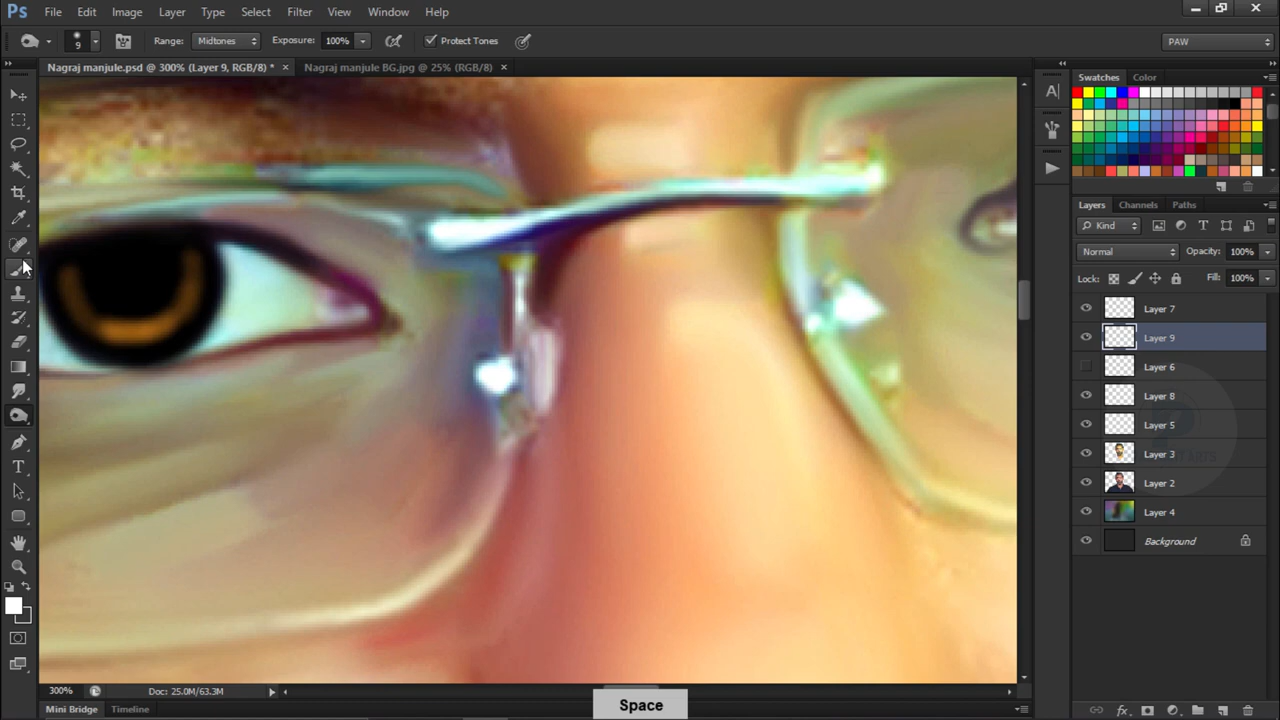 Ps File Edit Image Layer Type Select Filter View Window Help
9 Range: Midtones Exposure: 100% Protect Tones PAW
Nagraj manjule.psd @ 300% (Layer 9, RGB/8) * × Nagraj manjule BG.jpg @ 25% (RGB/8) ×
Swatches Color
Layers Channels Paths
Kind
Normal Opacity: 100%
Lock: Fill: 100%
Layer 7
Layer 9
Layer 6
Layer 8
Layer 5
Layer 3
Layer 2
Layer 4
Background
300% Doc: 25.0M/63.3M
Space
Mini Bridge Timeline